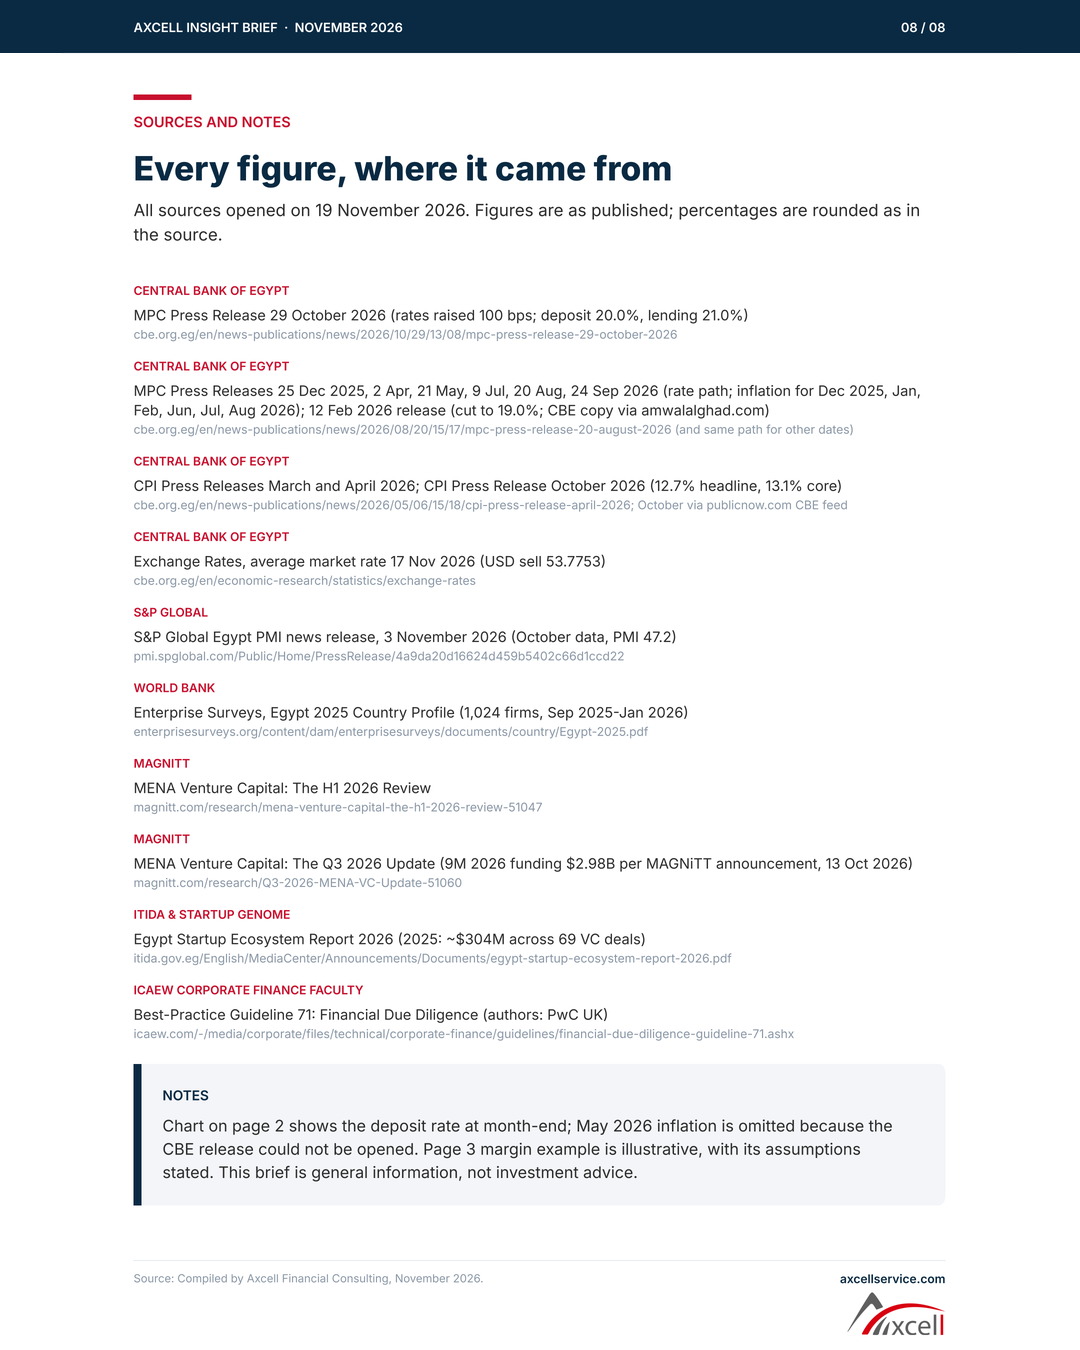 AXCELL INSIGHT BRIEF · NOVEMBER 2026
08 / 08
SOURCES AND NOTES
Every figure, where it came from
All sources opened on 19 November 2026. Figures are as published; percentages are rounded as in
the source.
CENTRAL BANK OF EGYPT
MPC Press Release 29 October 2026 (rates raised 100 bps; deposit 20.0%, lending 21.0%)
cbe.org.eg/en/news-publications/news/2026/10/29/13/08/mpc-press-release-29-october-2026
CENTRAL BANK OF EGYPT
MPC Press Releases 25 Dec 2025, 2 Apr, 21 May, 9 Jul, 20 Aug, 24 Sep 2026 (rate path; inflation for Dec 2025, Jan,
Feb, Jun, Jul, Aug 2026); 12 Feb 2026 release (cut to 19.0%; CBE copy via amwalalghad.com)
cbe.org.eg/en/news-publications/news/2026/08/20/15/17/mpc-press-release-20-august-2026 (and same path for other dates)
CENTRAL BANK OF EGYPT
CPI Press Releases March and April 2026; CPI Press Release October 2026 (12.7% headline, 13.1% core)
cbe.org.eg/en/news-publications/news/2026/05/06/15/18/cpi-press-release-april-2026; October via publicnow.com CBE feed
CENTRAL BANK OF EGYPT
Exchange Rates, average market rate 17 Nov 2026 (USD sell 53.7753)
cbe.org.eg/en/economic-research/statistics/exchange-rates
S&P GLOBAL
S&P Global Egypt PMI news release, 3 November 2026 (October data, PMI 47.2)
pmi.spglobal.com/Public/Home/PressRelease/4a9da20d16624d459b5402c66d1ccd22
WORLD BANK
Enterprise Surveys, Egypt 2025 Country Profile (1,024 firms, Sep 2025-Jan 2026)
enterprisesurveys.org/content/dam/enterprisesurveys/documents/country/Egypt-2025.pdf
MAGNITT
MENA Venture Capital: The H1 2026 Review
magnitt.com/research/mena-venture-capital-the-h1-2026-review-51047
MAGNITT
MENA Venture Capital: The Q3 2026 Update (9M 2026 funding $2.98B per MAGNiTT announcement, 13 Oct 2026)
magnitt.com/research/Q3-2026-MENA-VC-Update-51060
ITIDA & STARTUP GENOME
Egypt Startup Ecosystem Report 2026 (2025: ~$304M across 69 VC deals)
itida.gov.eg/English/MediaCenter/Announcements/Documents/egypt-startup-ecosystem-report-2026.pdf
ICAEW CORPORATE FINANCE FACULTY
Best-Practice Guideline 71: Financial Due Diligence (authors: PwC UK)
icaew.com/-/media/corporate/files/technical/corporate-finance/guidelines/financial-due-diligence-guideline-71.ashx
NOTES
Chart on page 2 shows the deposit rate at month-end; May 2026 inflation is omitted because the
CBE release could not be opened. Page 3 margin example is illustrative, with its assumptions
stated. This brief is general information, not investment advice.
Source: Compiled by Axcell Financial Consulting, November 2026.
axcellservice.com
Axcell